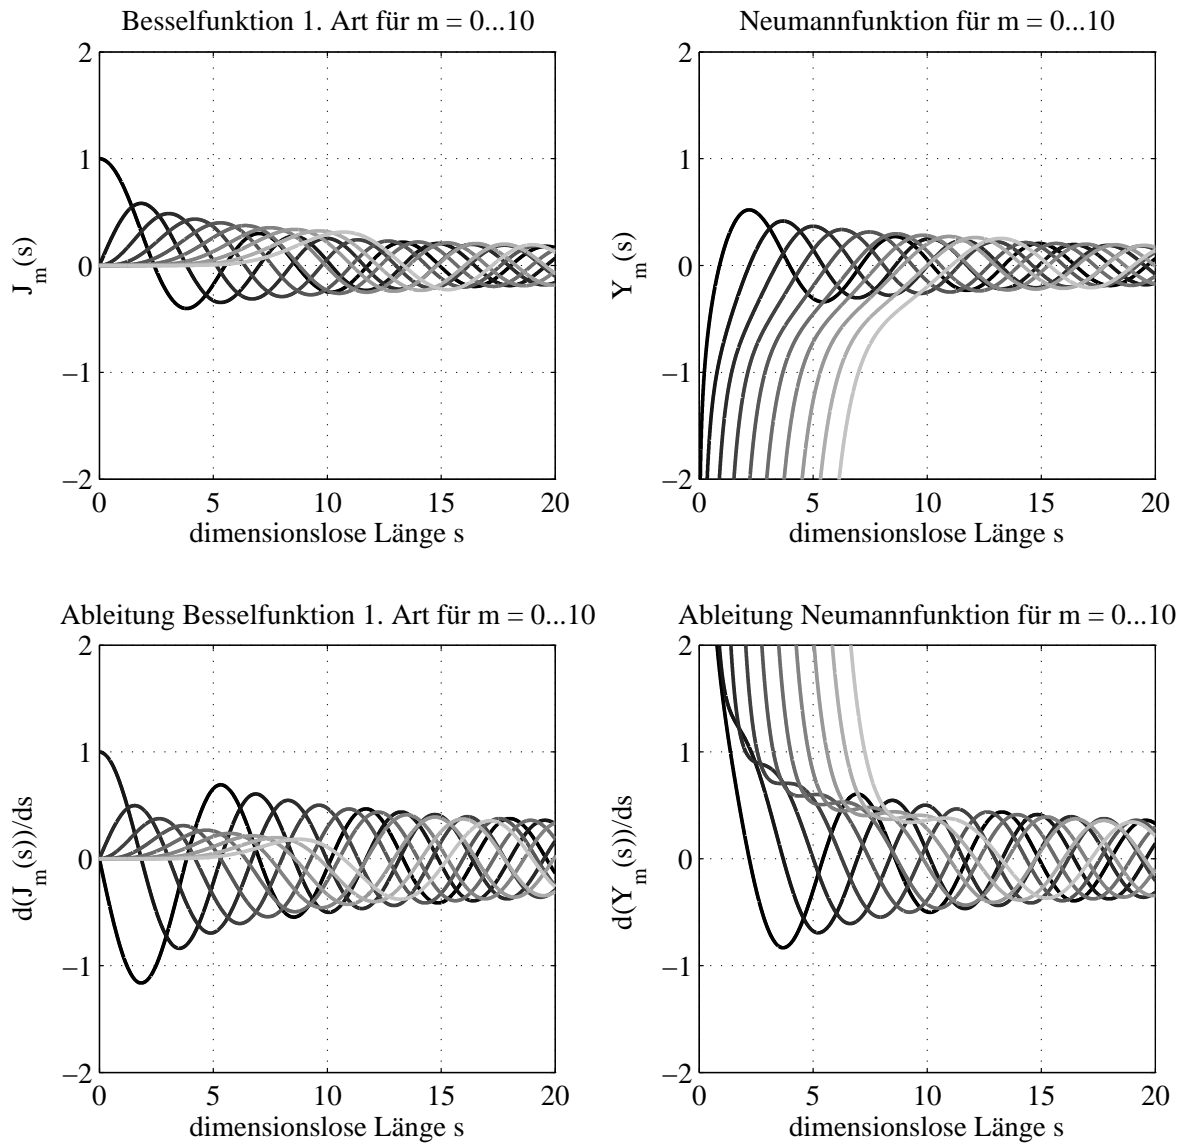 Besselfunktion 1. Art für m = 0...10
2
1
0
−1
−2
J_m(s)
0 5 10 15 20
dimensionslose Länge s
Neumannfunktion für m = 0...10
2
1
0
−1
−2
Y_m(s)
0 5 10 15 20
dimensionslose Länge s
Ableitung Besselfunktion 1. Art für m = 0...10
2
1
0
−1
−2
d(J_m(s))/ds
0 5 10 15 20
dimensionslose Länge s
Ableitung Neumannfunktion für m = 0...10
2
1
0
−1
−2
d(Y_m(s))/ds
0 5 10 15 20
dimensionslose Länge s